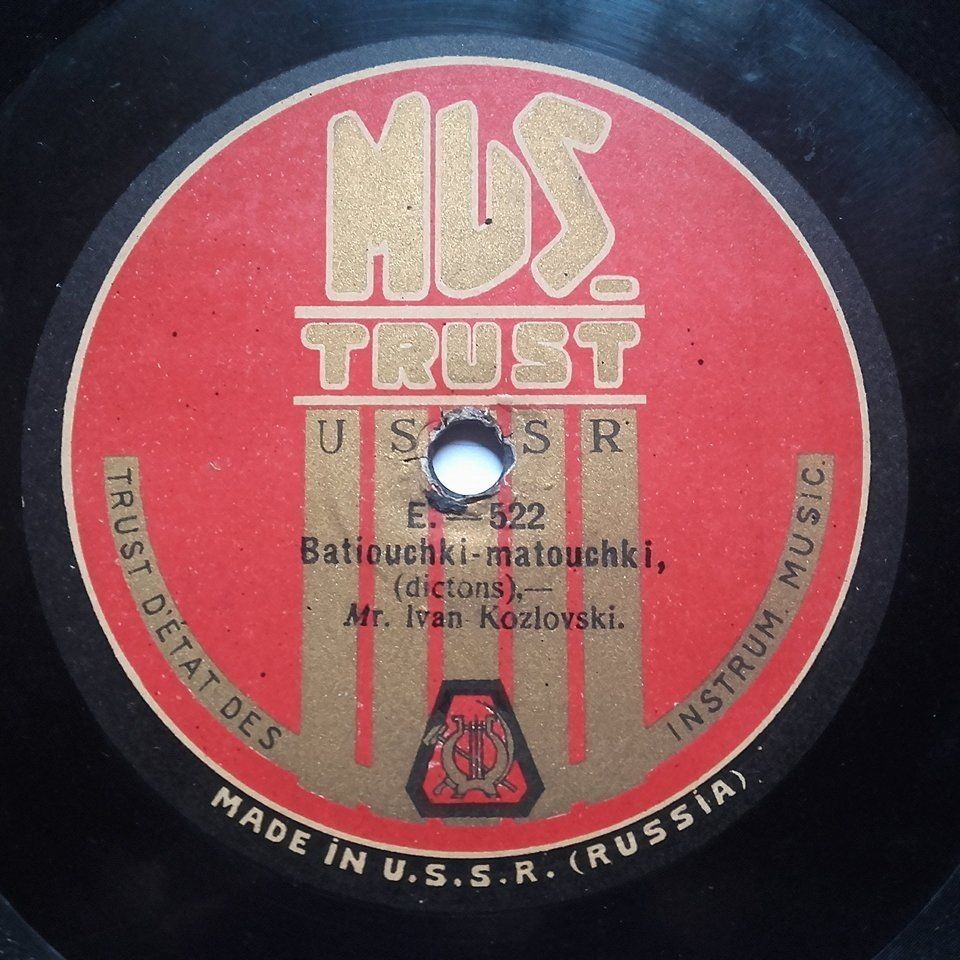 MUS.
TRUST
U S S R
E.—522
Batiouchki-matouchki,
(dictons),—
Mr. Ivan Kozlovski.
TRUST D'ÉTAT DES INSTRUM. MUSIC.
MADE iN U.S.S.R. (RUSSiA)